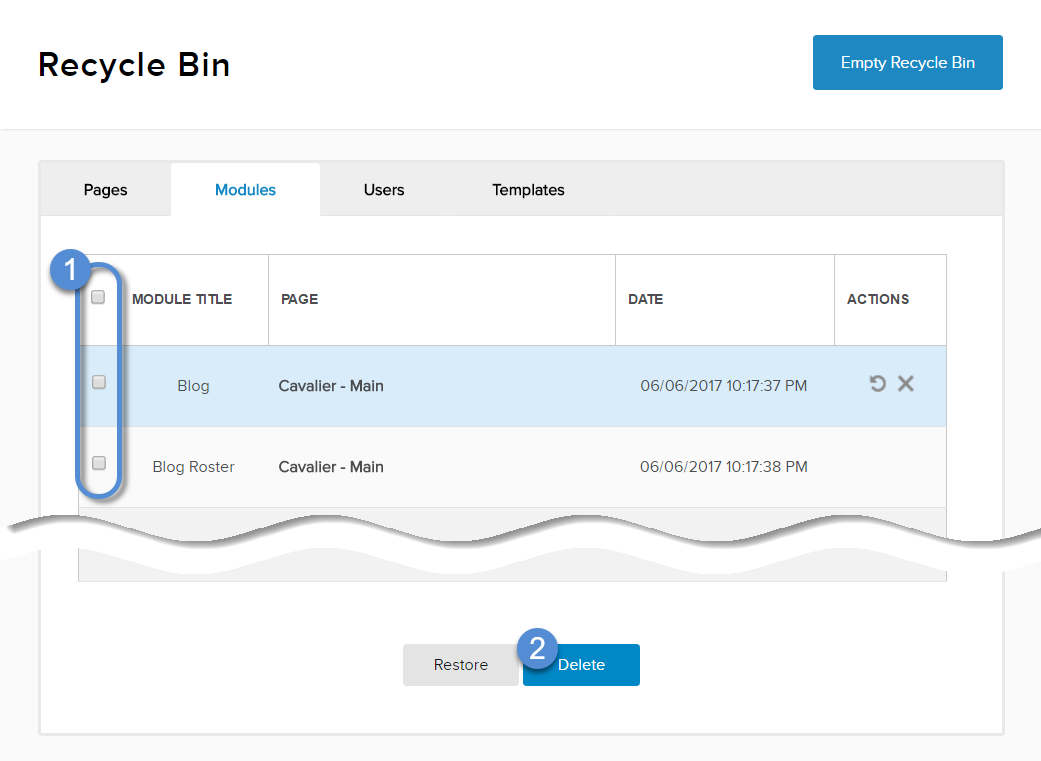 Recycle Bin
Empty Recycle Bin
Pages Modules Users Templates
1
MODULE TITLE PAGE DATE ACTIONS
Blog Cavalier - Main 06/06/2017 10:17:37 PM
Blog Roster Cavalier - Main 06/06/2017 10:17:38 PM
Restore 2 Delete